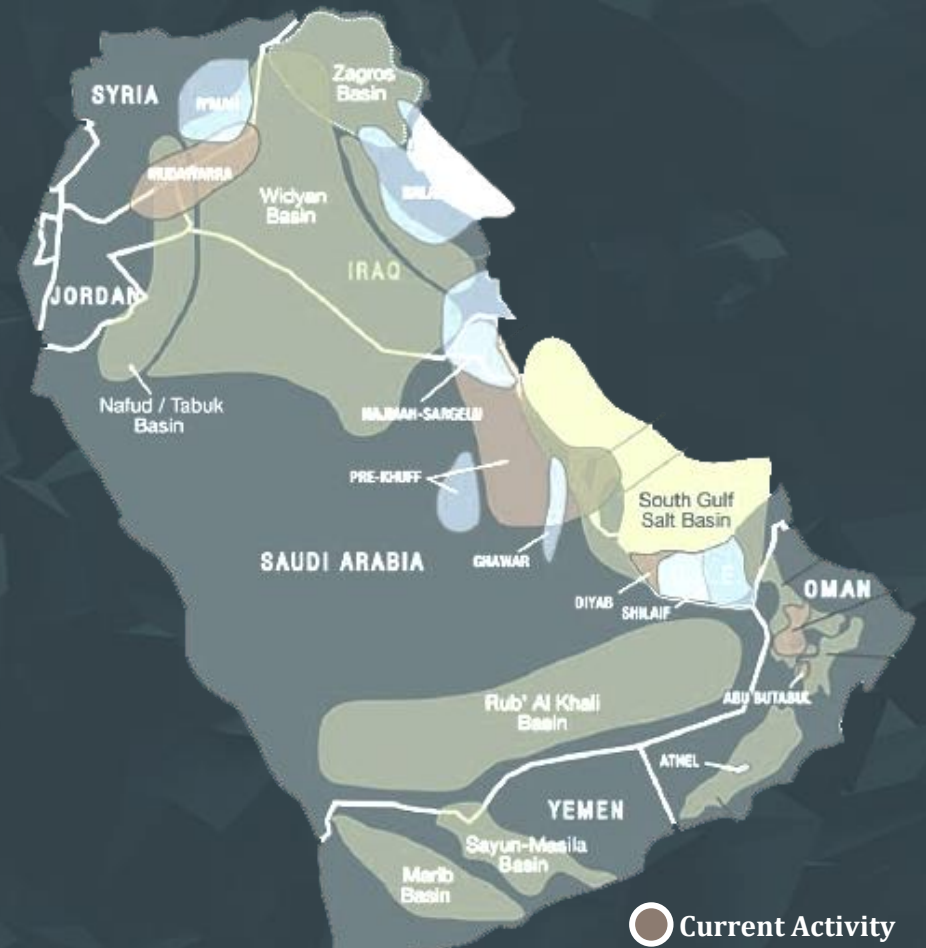 Zagros
Basin
SYRIA
MUDAWARRA
Widyan
Basin
IRAQ
JORDAN
Nafud / Tabuk
Basin
NAJMAH-SARGELU
PRE-KHUFF
South Gulf
Salt Basin
SAUDI ARABIA
GHAWAR
DIYAB
SHILAIF
OMAN
ABU BUTABUL
Rub' Al Khali
Basin
ATHEL
YEMEN
Sayun-Masila
Basin
Marib
Basin
Current Activity